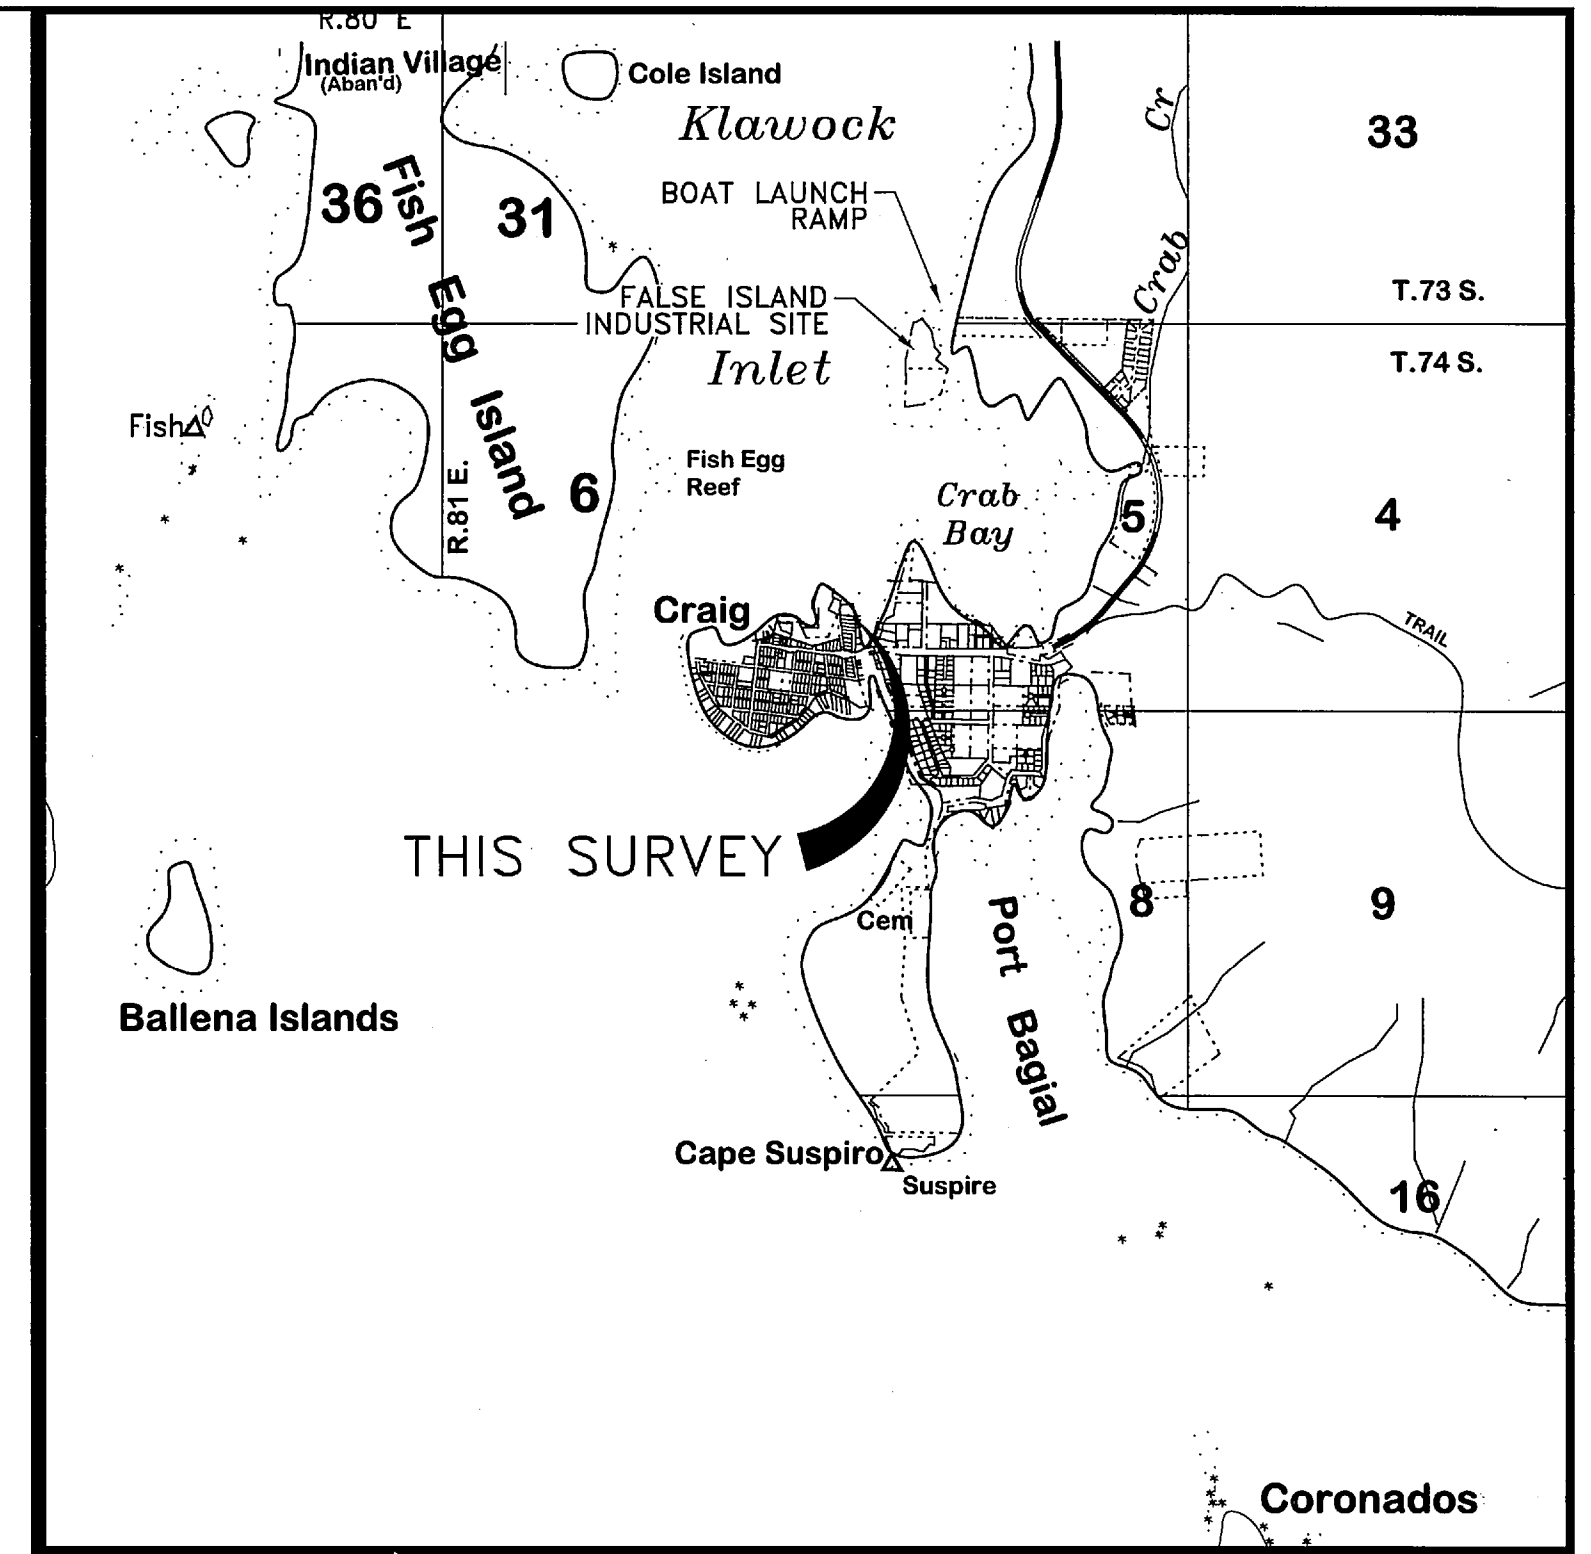 R.80 E
Indian Village
(Aban'd)
Cole Island
Klawock
Cr
33
36
Fish
31
BOAT LAUNCH
RAMP
Crab
T.73 S.
FALSE ISLAND
INDUSTRIAL SITE
Egg
Inlet
T.74 S.
Fish
Island
Fish Egg
Reef
R.81 E.
6
Crab
Bay
5
4
Craig
TRAIL
THIS SURVEY
8
9
Cem
Port
Bagial
Ballena Islands
Cape Suspiro
Suspire
16
Coronados